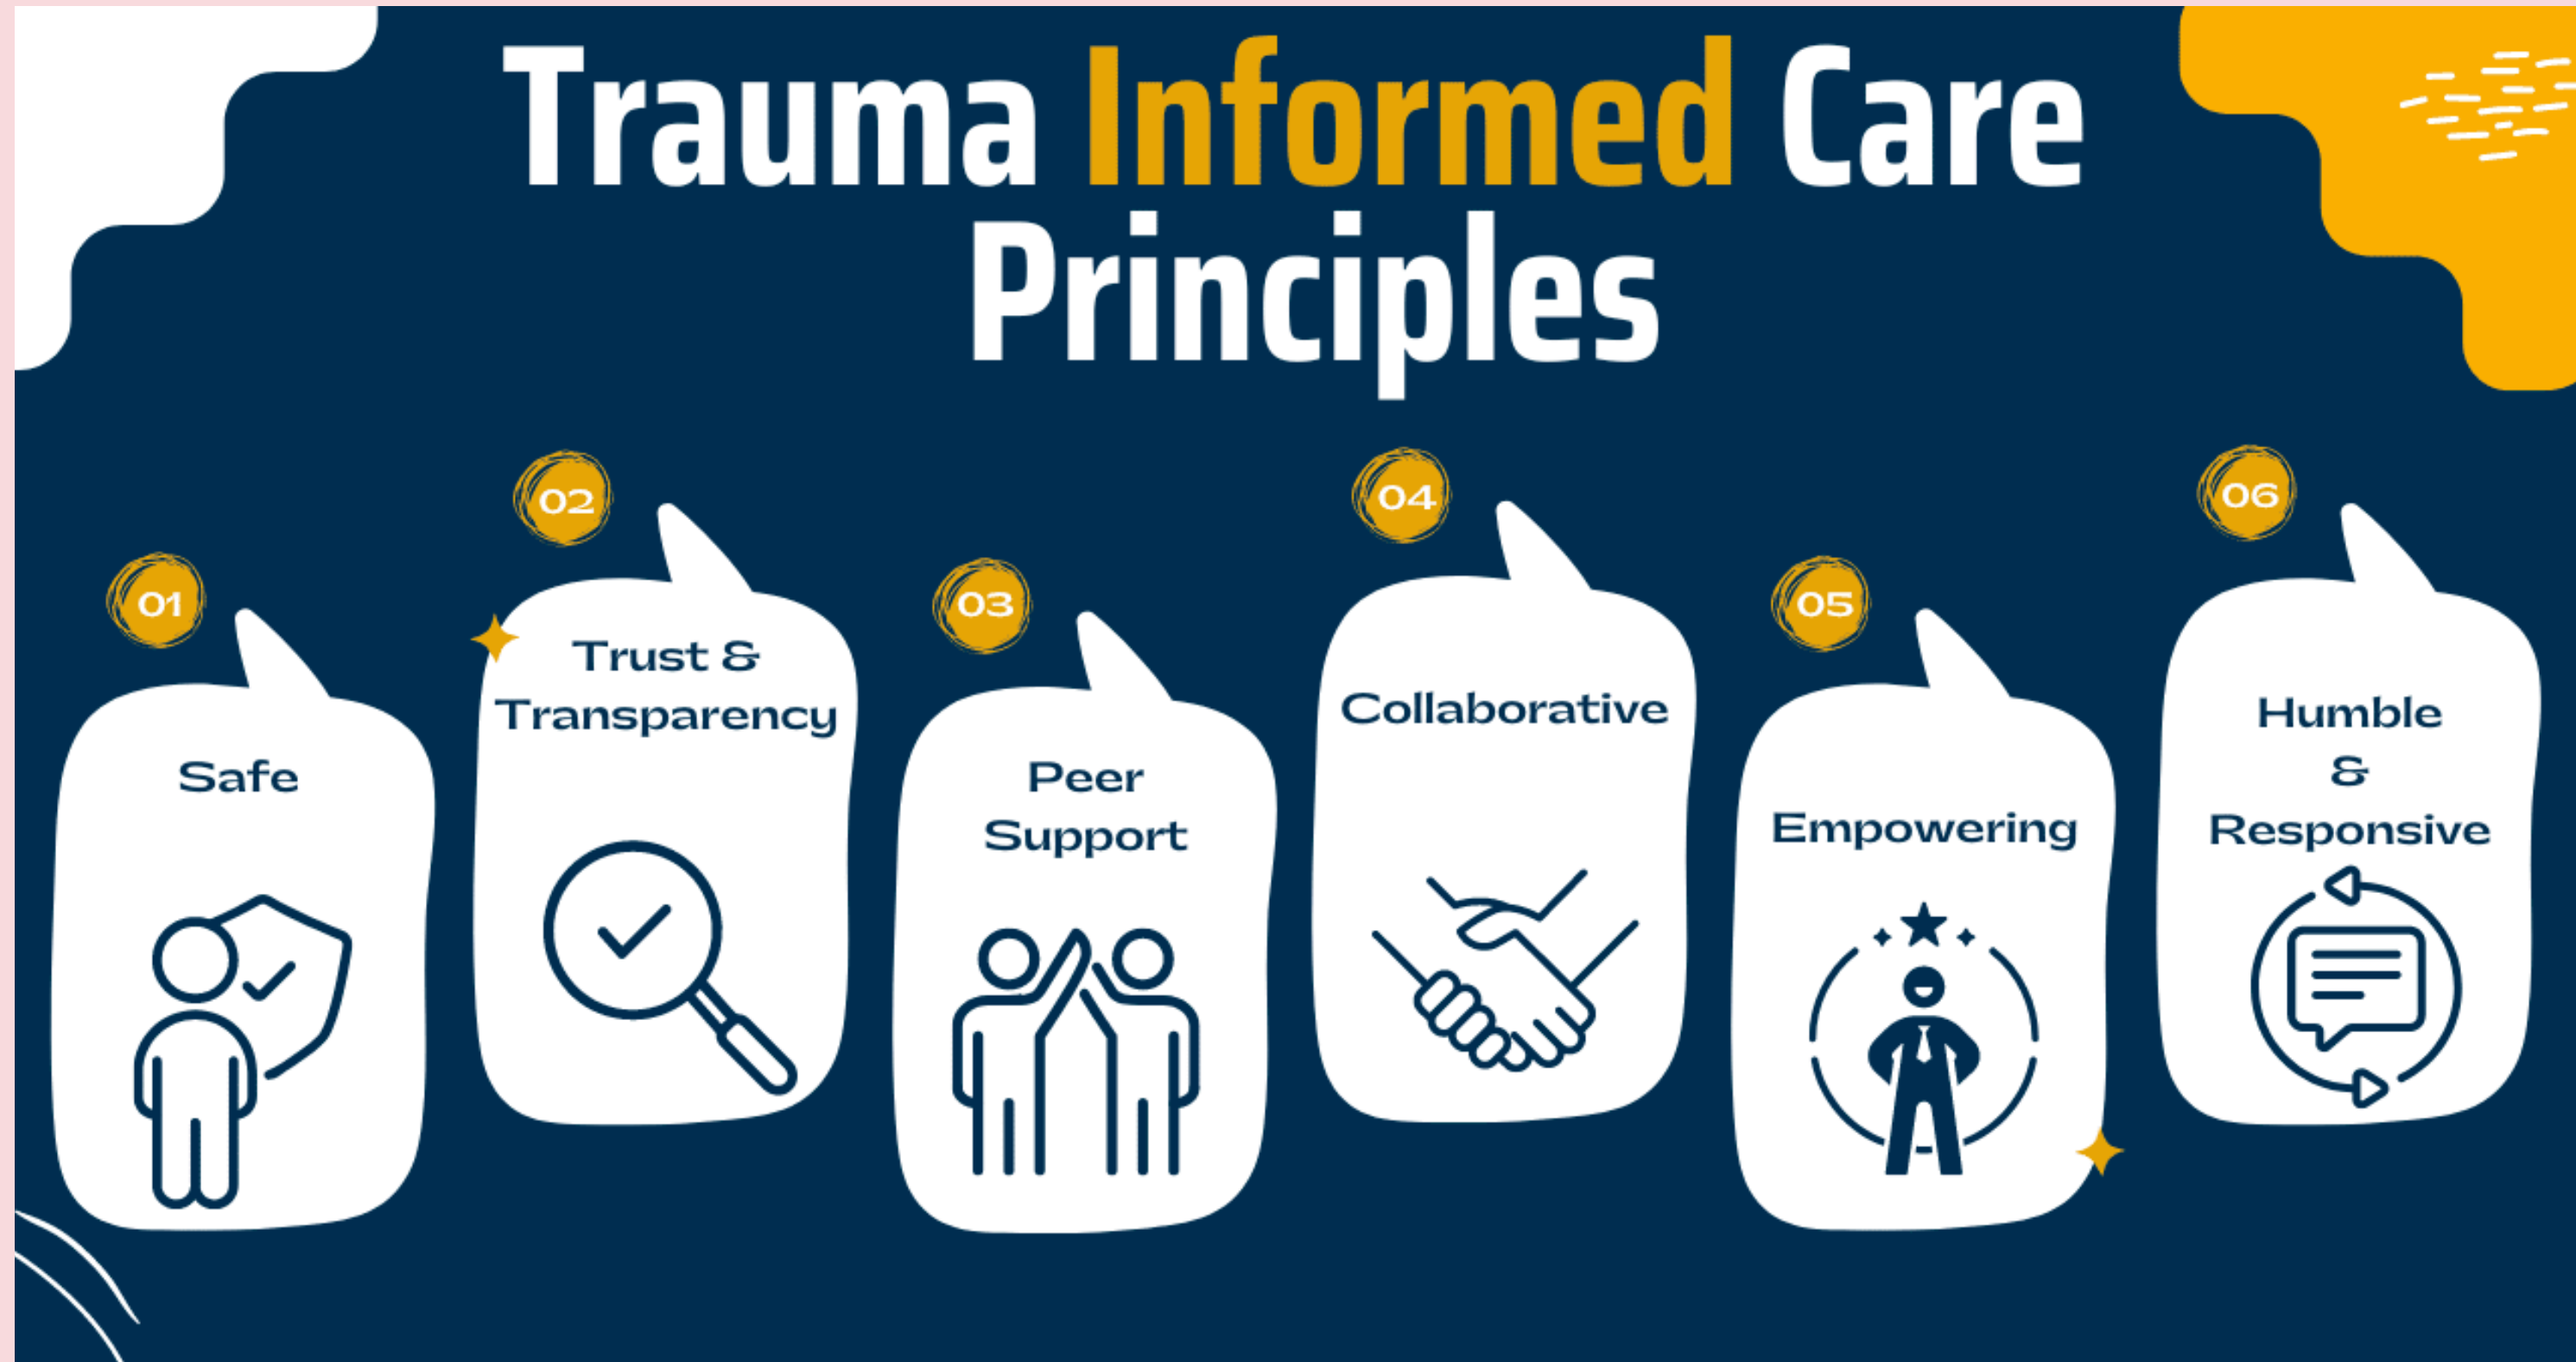 Trauma Informed Care
Principles
01
Safe
02
Trust &
Transparency
03
Peer
Support
04
Collaborative
05
Empowering
06
Humble
&
Responsive